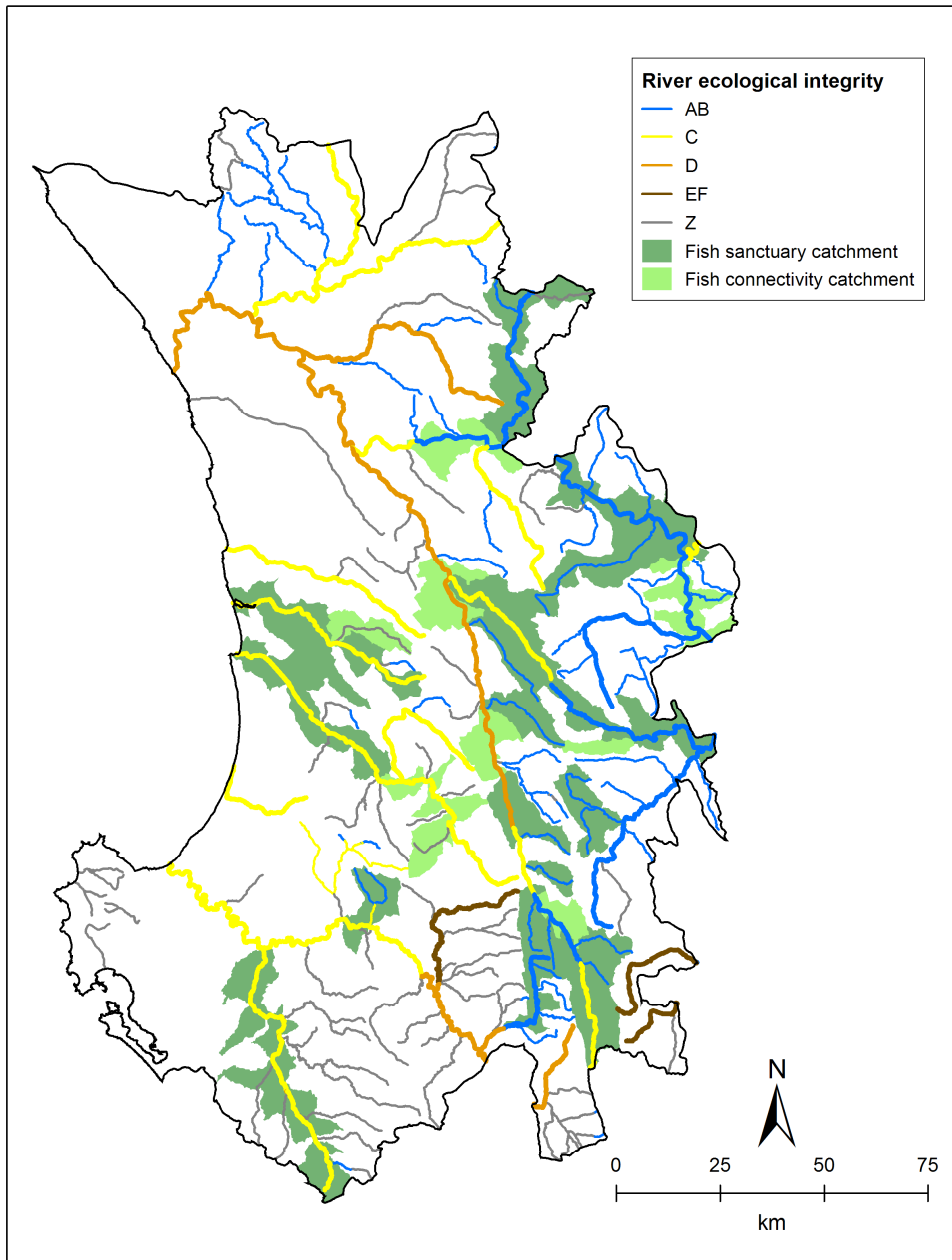 River ecological integrity
AB
C
D
EF
Z
Fish sanctuary catchment
Fish connectivity catchment
N
0 25 50 75
km